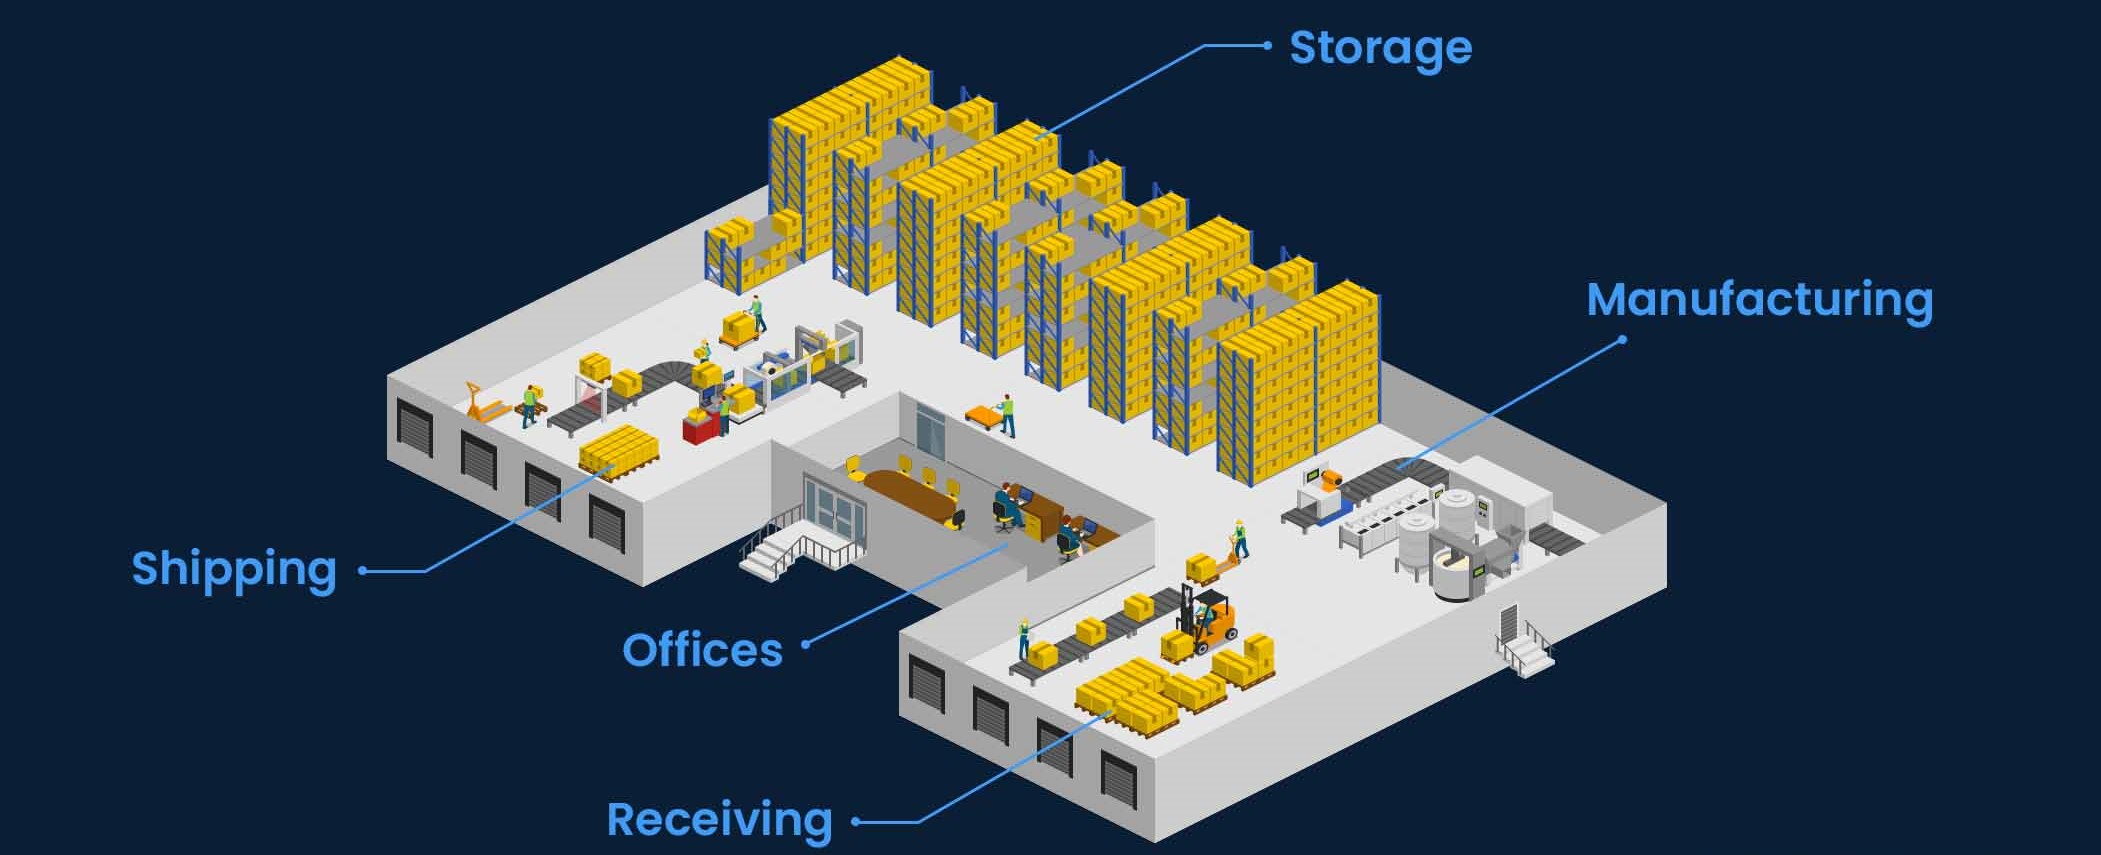 Storage
Manufacturing
Shipping
Offices
Receiving